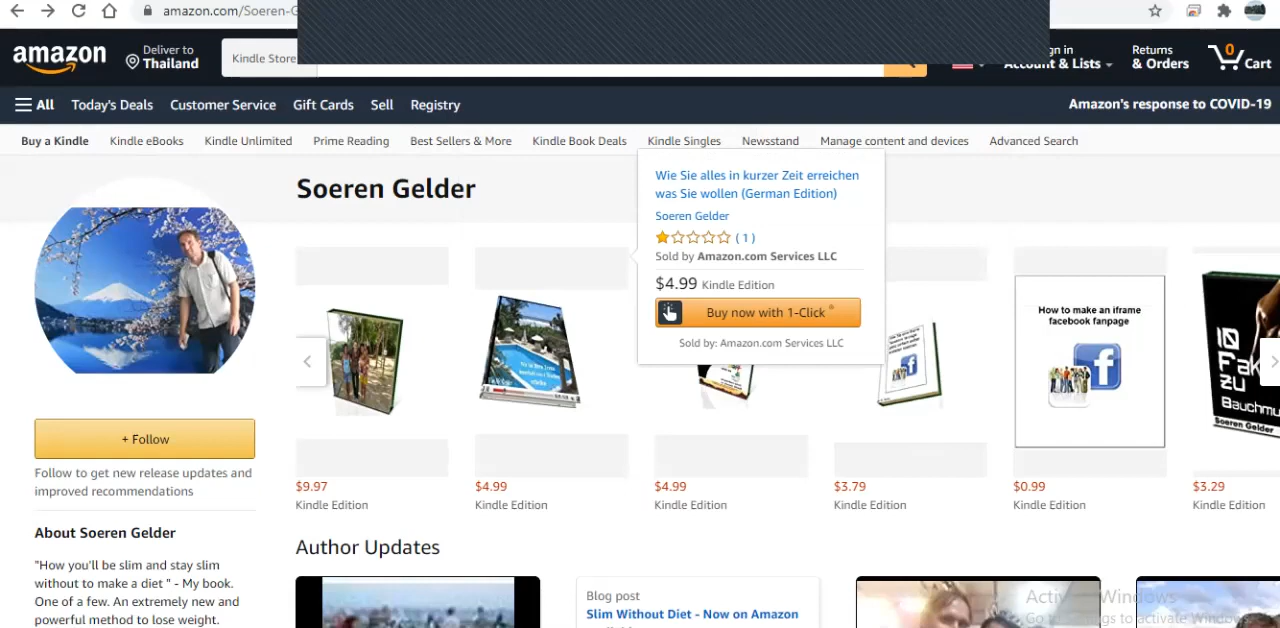 amazon.com/Soeren-G
amazon
Deliver to
Thailand
Kindle Store
gn in
Account & Lists
Returns
& Orders
0
Cart
All
Today's Deals
Customer Service
Gift Cards
Sell
Registry
Amazon's response to COVID-19
Buy a Kindle
Kindle eBooks
Kindle Unlimited
Prime Reading
Best Sellers & More
Kindle Book Deals
Kindle Singles
Newsstand
Manage content and devices
Advanced Search
Soeren Gelder
Wie Sie alles in kurzer Zeit erreichen
was Sie wollen (German Edition)
Soeren Gelder
( 1 )
Sold by Amazon.com Services LLC
$4.99 Kindle Edition
Buy now with 1-Click ®
Sold by: Amazon.com Services LLC
How to make an iframe
facebook fanpage
10
Fak
zu
Bauchmu
Soeren Gelder
$9.97
Kindle Edition
$4.99
Kindle Edition
$4.99
Kindle Edition
$3.79
Kindle Edition
$0.99
Kindle Edition
$3.29
Kindle Edition
+ Follow
Follow to get new release updates and
improved recommendations
About Soeren Gelder
"How you'll be slim and stay slim
without to make a diet " - My book.
One of a few. An extremely new and
powerful method to lose weight.
Author Updates
Blog post
Slim Without Diet - Now on Amazon
Activate Windows
Go to Settings to activate Windows.